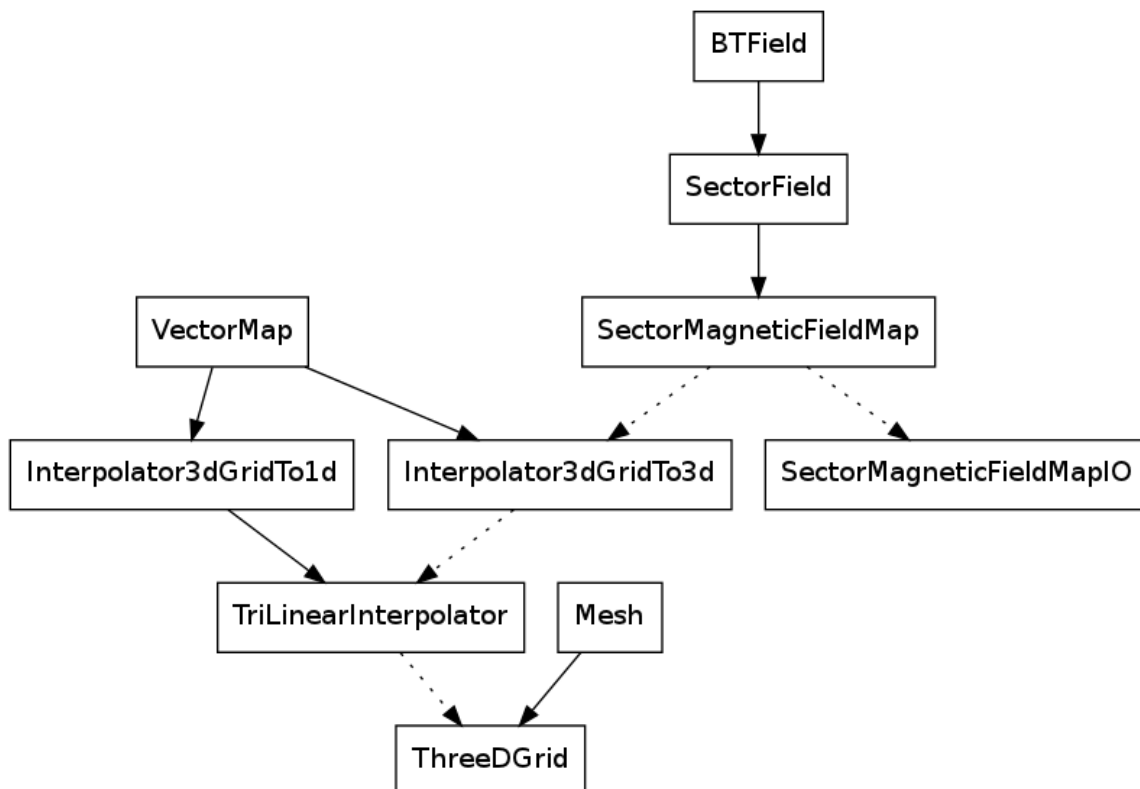 BTField
SectorField
VectorMap
SectorMagneticFieldMap
Interpolator3dGridTo1d
Interpolator3dGridTo3d
SectorMagneticFieldMapIO
TriLinearInterpolator
Mesh
ThreeDGrid